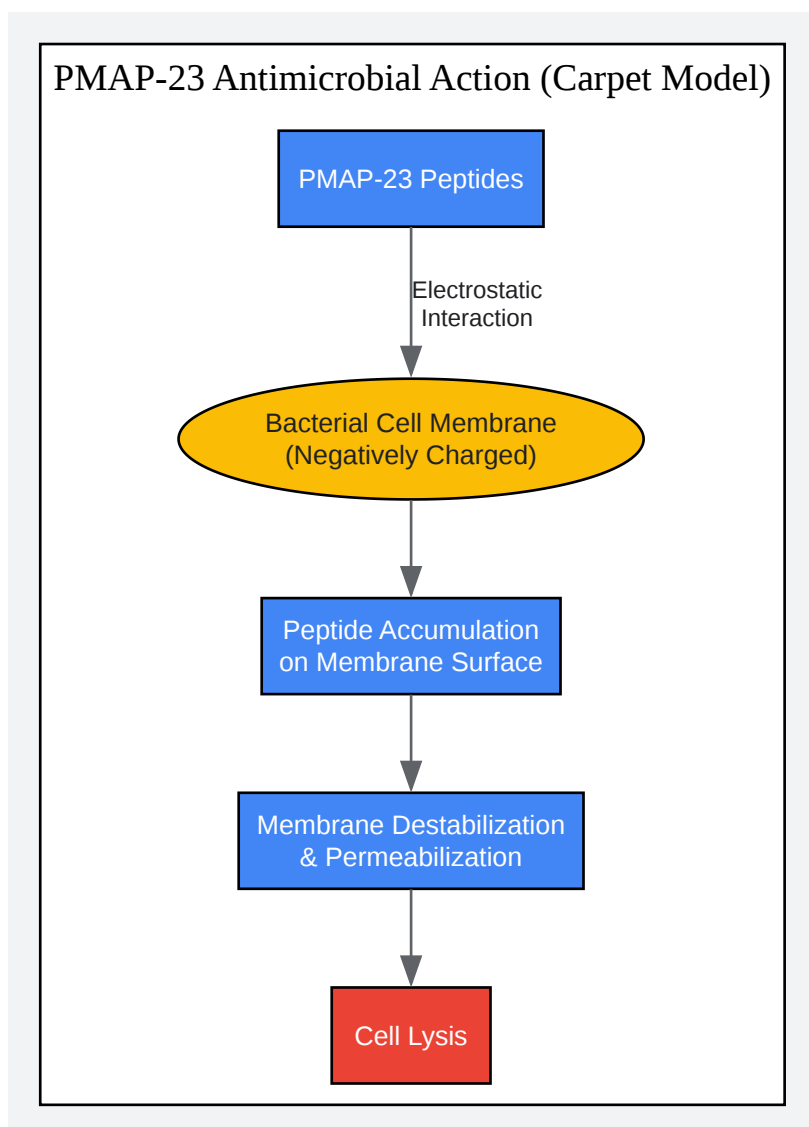 PMAP-23 Antimicrobial Action (Carpet Model)
PMAP-23 Peptides
Electrostatic
Interaction
Bacterial Cell Membrane
(Negatively Charged)
Peptide Accumulation
on Membrane Surface
Membrane Destabilization
& Permeabilization
Cell Lysis